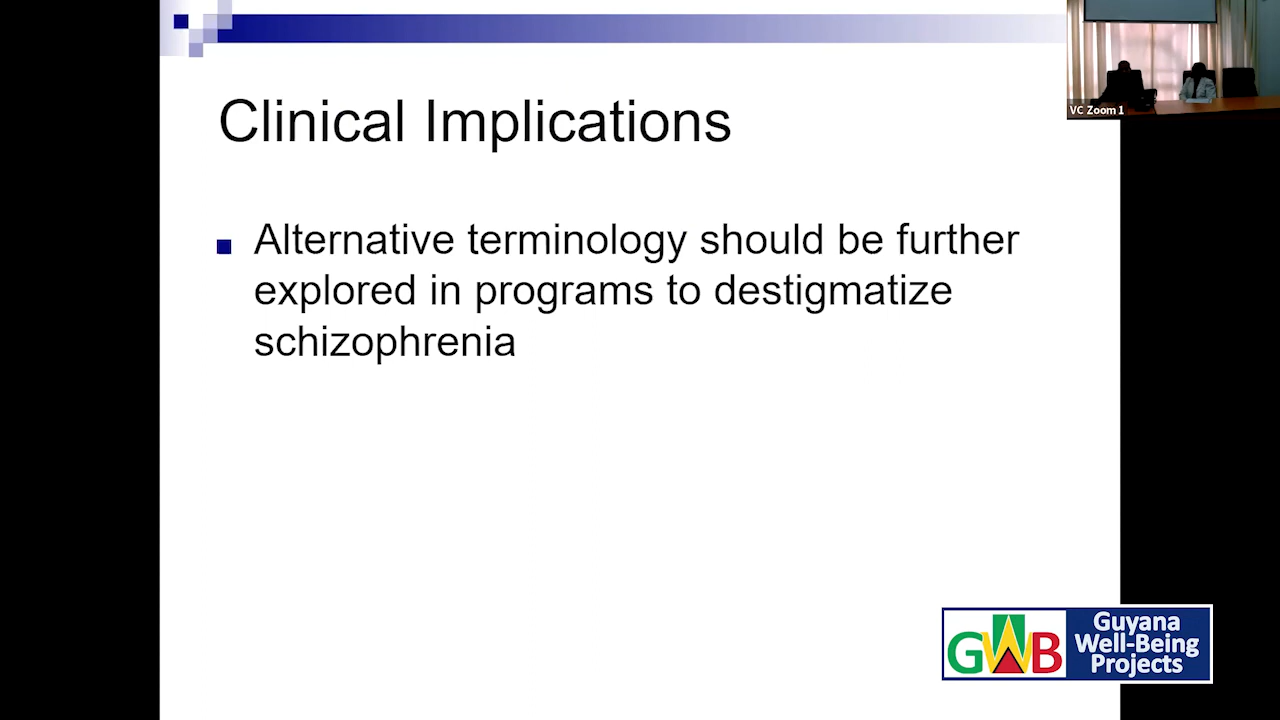 VC Zoom 1
Clinical Implications
Alternative terminology should be further
explored in programs to destigmatize
schizophrenia
GWB
Guyana
Well-Being
Projects